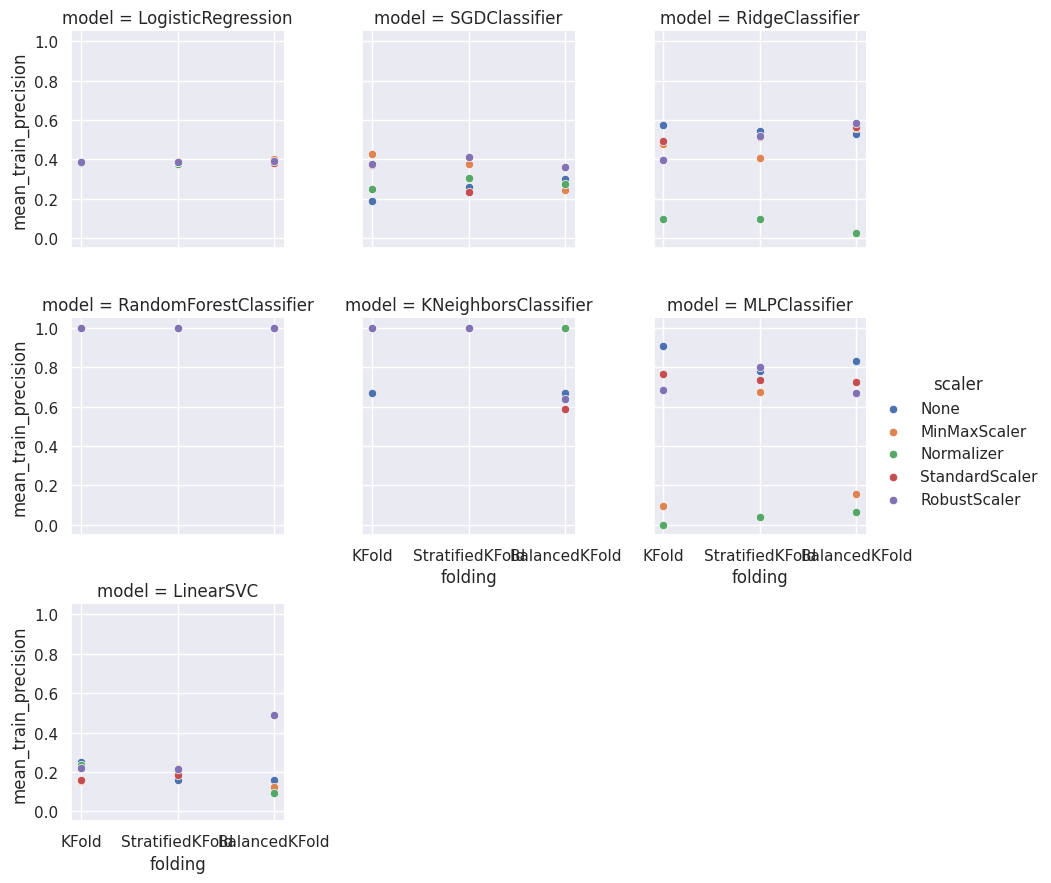 model = LogisticRegression
model = SGDClassifier
model = RidgeClassifier
1.0
0.8
0.6
0.4
0.2
0.0
mean_train_precision
model = RandomForestClassifier
model = KNeighborsClassifier
model = MLPClassifier
1.0
0.8
0.6
0.4
0.2
0.0
mean_train_precision
KFold
StratifiedKFold
BalancedKFold
folding
KFold
StratifiedKFold
BalancedKFold
folding
scaler
None
MinMaxScaler
Normalizer
StandardScaler
RobustScaler
model = LinearSVC
1.0
0.8
0.6
0.4
0.2
0.0
mean_train_precision
KFold
StratifiedKFold
BalancedKFold
folding